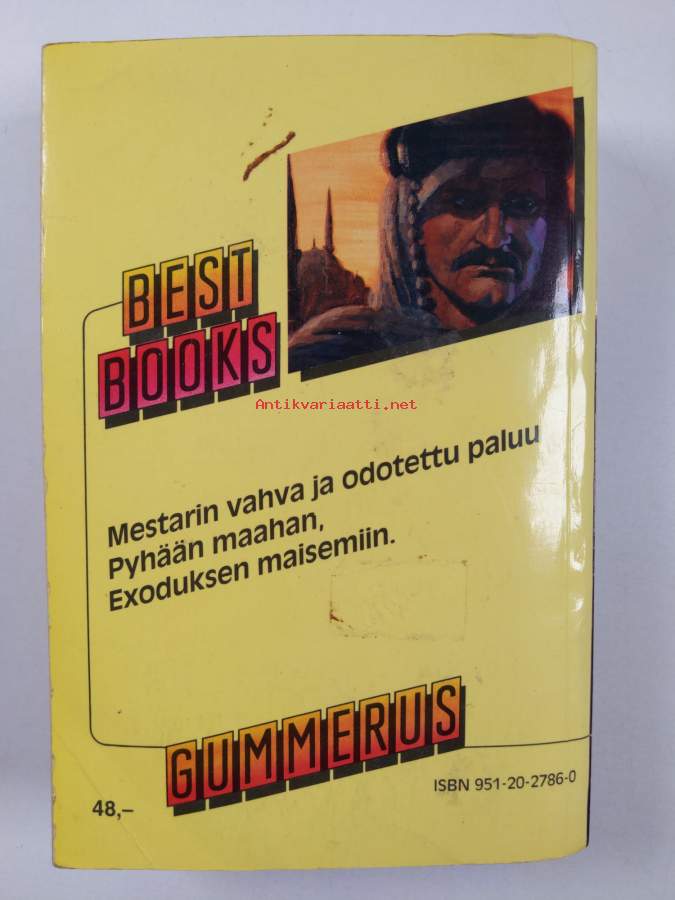 BEST
BOOKS
Antikvariaatti.net
Mestarin vahva ja odotettu paluu
Pyhään maahan,
Exoduksen maisemiin.
GUMMERUS
ISBN 951-20-2786-0
48,–